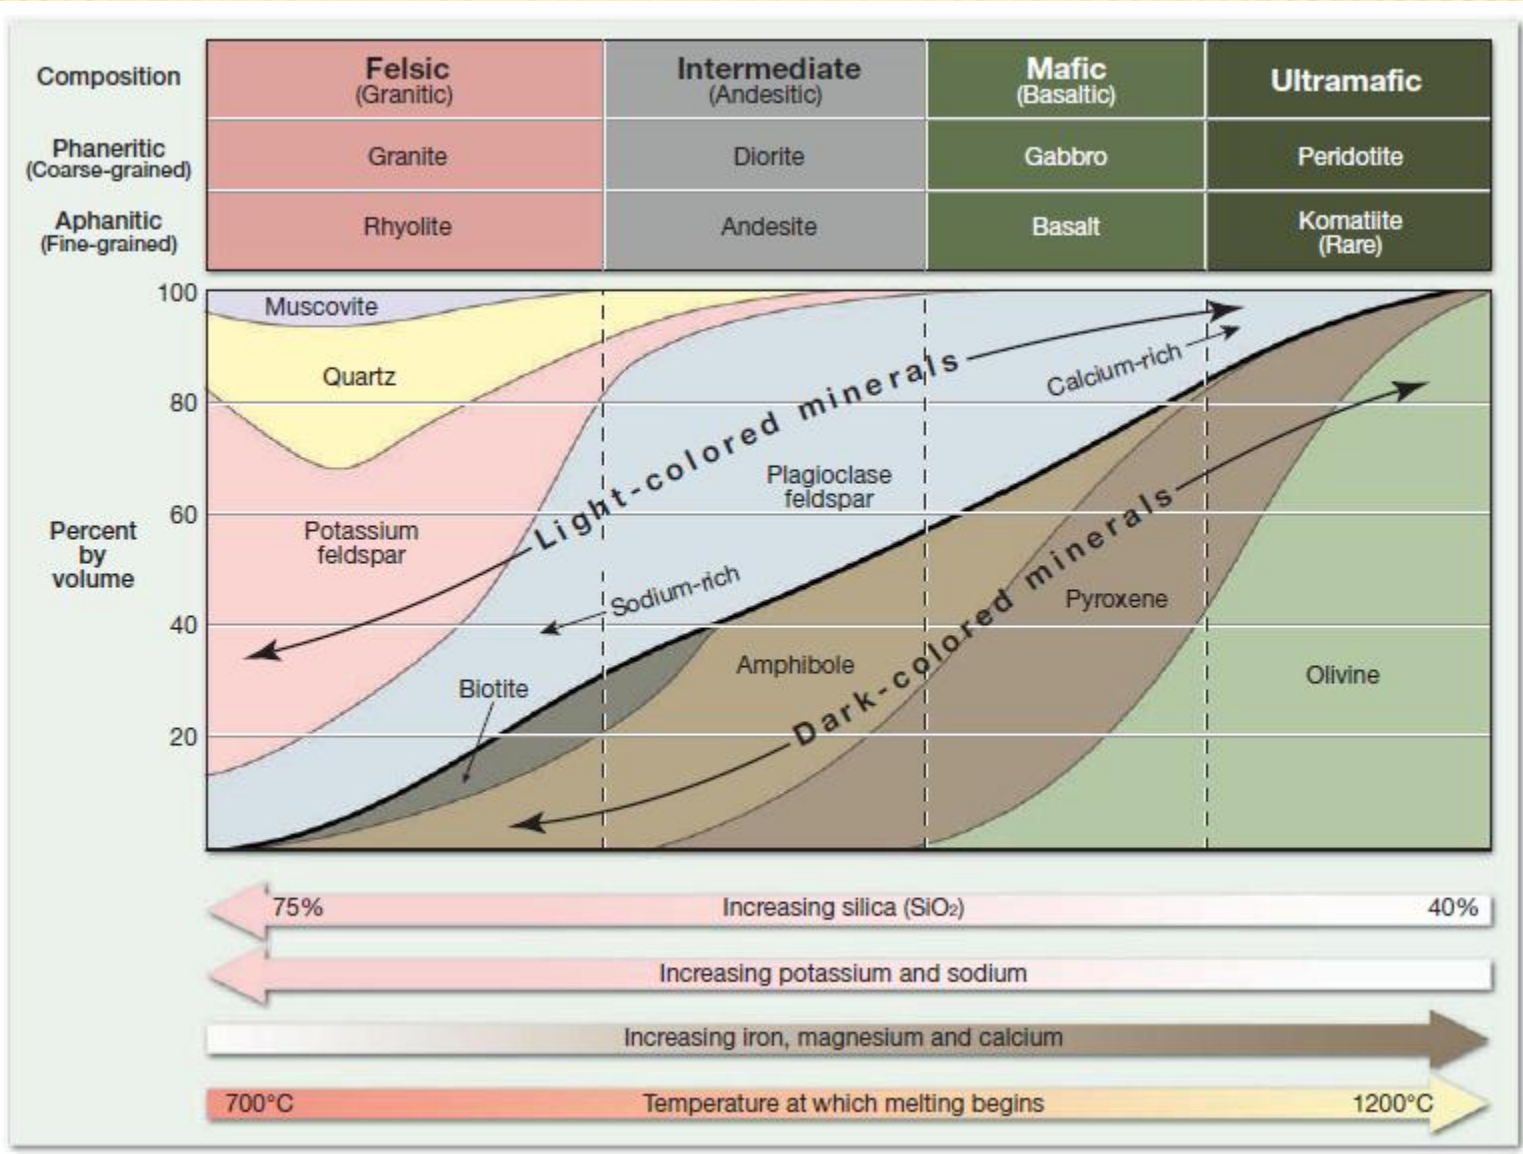 Composition
Felsic
(Granitic)
Intermediate
(Andesitic)
Mafic
(Basaltic)
Ultramafic
Phaneritic
(Coarse-grained)
Granite
Diorite
Gabbro
Peridotite
Aphanitic
(Fine-grained)
Rhyolite
Andesite
Basalt
Komatiite
(Rare)
100
80
60
40
20
Percent
by
volume
Muscovite
Quartz
Potassium
feldspar
Light-colored minerals
Calcium-rich
Plagioclase
feldspar
Sodium-rich
Biotite
Amphibole
Dark-colored minerals
Pyroxene
Olivine
75% Increasing silica (SiO₂) 40%
Increasing potassium and sodium
Increasing iron, magnesium and calcium
700°C Temperature at which melting begins 1200°C